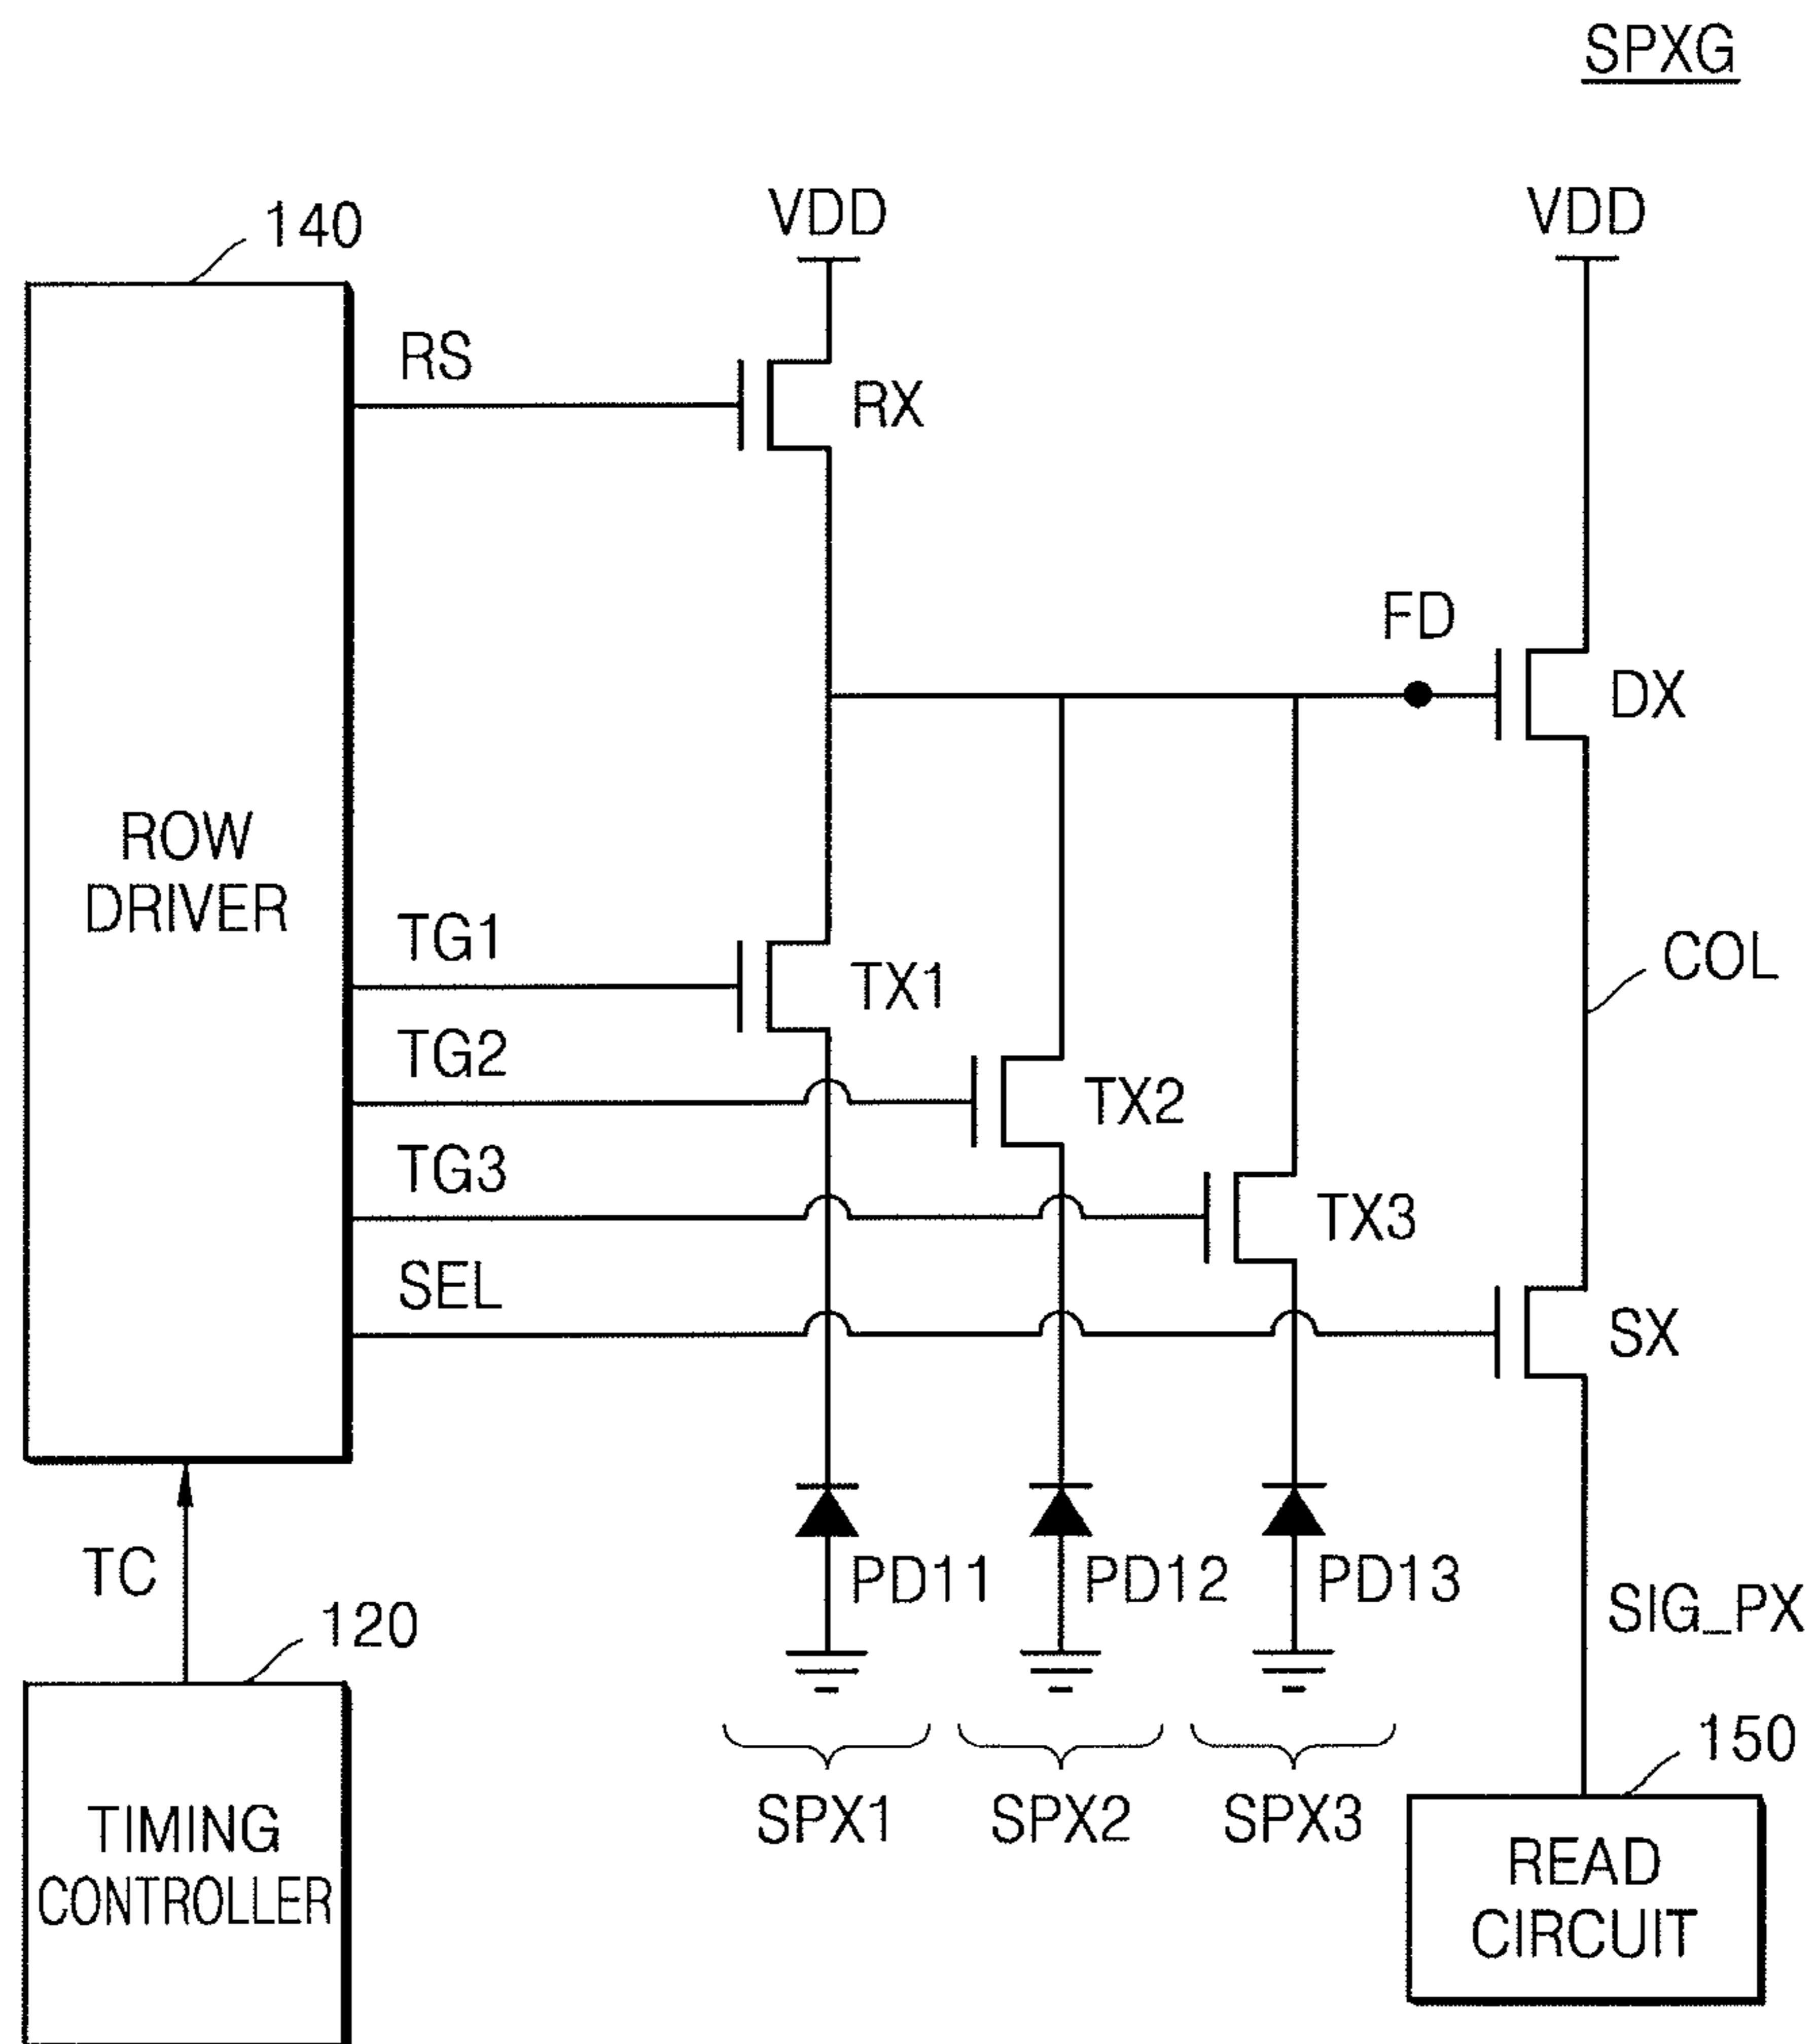 SPXG
140
VDD
VDD
RS
RX
FD
DX
ROW
DRIVER
TG1
TX1
COL
TG2
TX2
TG3
TX3
SEL
SX
TC
PD11
PD12
PD13
SIG_PX
120
150
SPX1
SPX2
SPX3
TIMING
CONTROLLER
READ
CIRCUIT